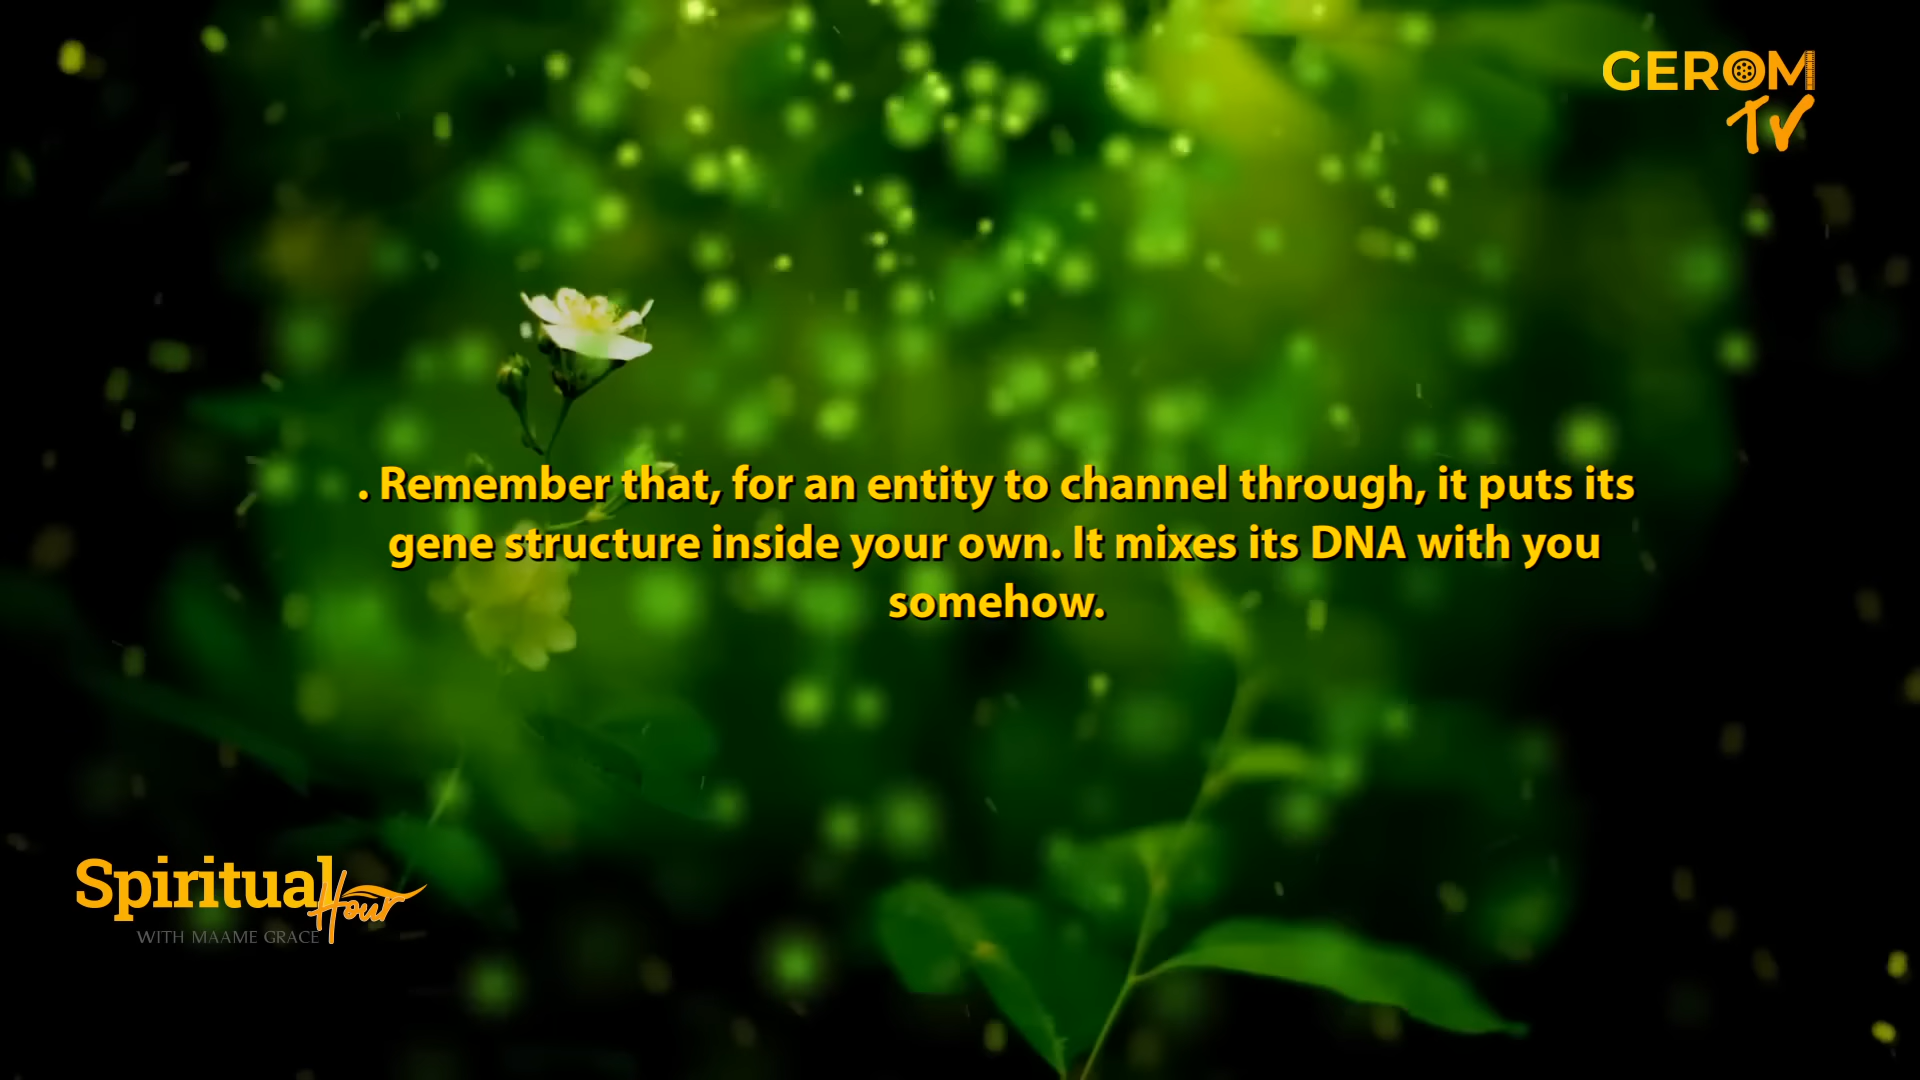 GEROM
TV
. Remember that, for an entity to channel through, it puts its
gene structure inside your own. It mixes its DNA with you
somehow.
Spiritual
Hour
WITH MAAME GRACE